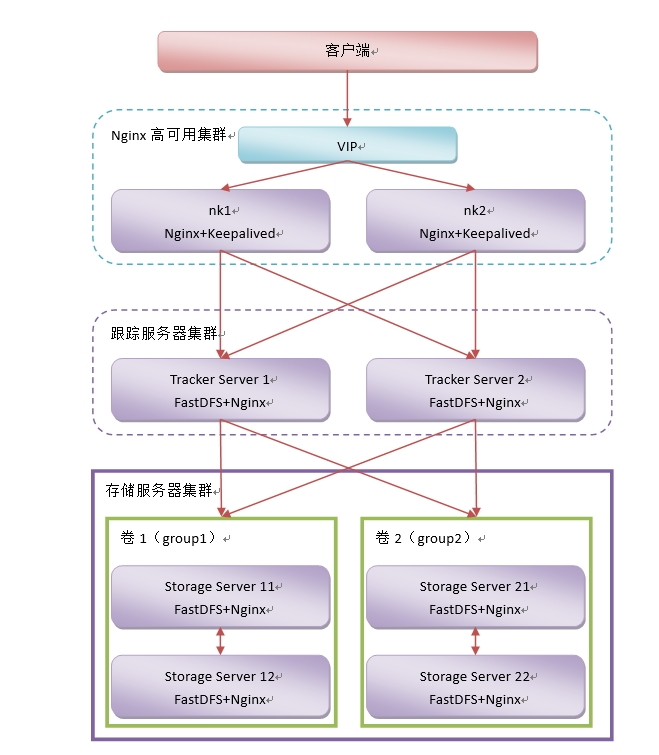 客户端
Nginx 高可用集群
VIP
nk1
Nginx+Keepalived
nk2
Nginx+Keepalived
跟踪服务器集群
Tracker Server 1
FastDFS+Nginx
Tracker Server 2
FastDFS+Nginx
存储服务器集群
卷 1（group1）
Storage Server 11
FastDFS+Nginx
Storage Server 12
FastDFS+Nginx
卷 2（group2）
Storage Server 21
FastDFS+Nginx
Storage Server 22
FastDFS+Nginx